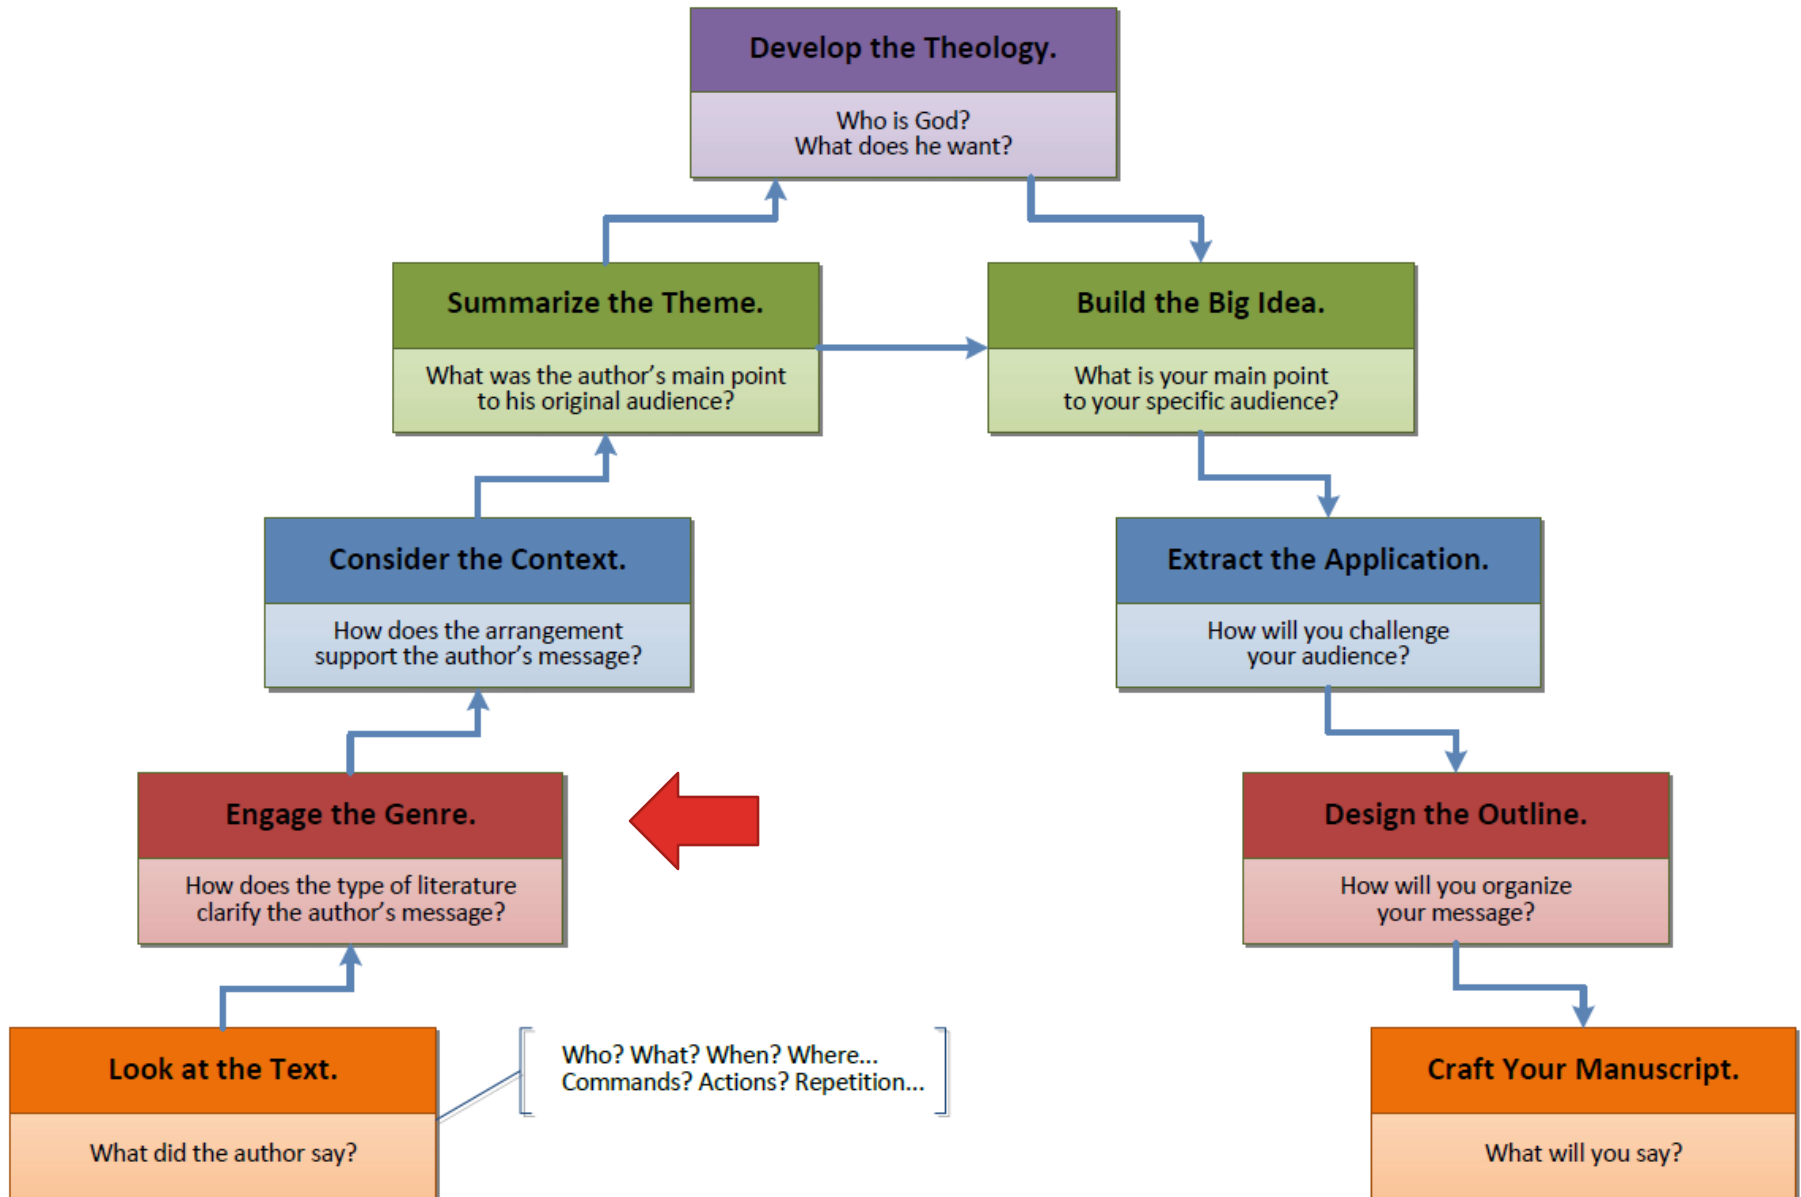 Develop the Theology.
Who is God?
What does he want?
Summarize the Theme.
What was the author’s main point
to his original audience?
Build the Big Idea.
What is your main point
to your specific audience?
Consider the Context.
How does the arrangement
support the author’s message?
Extract the Application.
How will you challenge
your audience?
Engage the Genre.
How does the type of literature
clarify the author’s message?
Design the Outline.
How will you organize
your message?
Look at the Text.
What did the author say?
Who? What? When? Where...
Commands? Actions? Repetition...
Craft Your Manuscript.
What will you say?